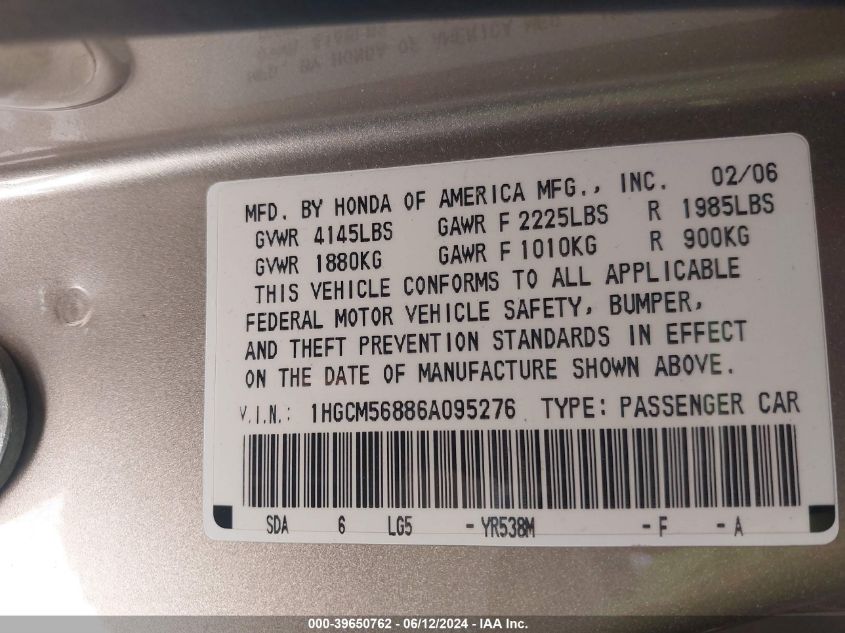 MFD. BY HONDA OF AMERICA MFG., INC. 02/06
GVWR 4145LBS GAWR F 2225LBS R 1985LBS
GVWR 1880KG GAWR F 1010KG R 900KG
THIS VEHICLE CONFORMS TO ALL APPLICABLE
FEDERAL MOTOR VEHICLE SAFETY, BUMPER,
AND THEFT PREVENTION STANDARDS IN EFFECT
ON THE DATE OF MANUFACTURE SHOWN ABOVE.
V.I.N.: 1HGCM56886A095276 TYPE: PASSENGER CAR
SDA 6 LG5 - YR538M - F - A
000-39650762 - 06/12/2024 - IAAI.com